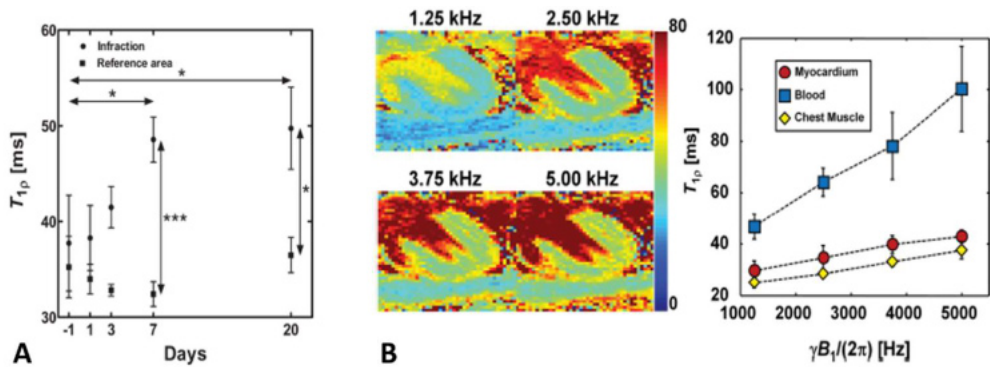 60
50
40
30
T1ρ [ms]
Infraction
Reference area
*
*
***
*
-1 1 3 7 20
Days
A
1.25 kHz 2.50 kHz
3.75 kHz 5.00 kHz
80
0
B
120
100
80
60
40
20
T1ρ [ms]
Myocardium
Blood
Chest Muscle
1000 2000 3000 4000 5000
γB1/(2π) [Hz]